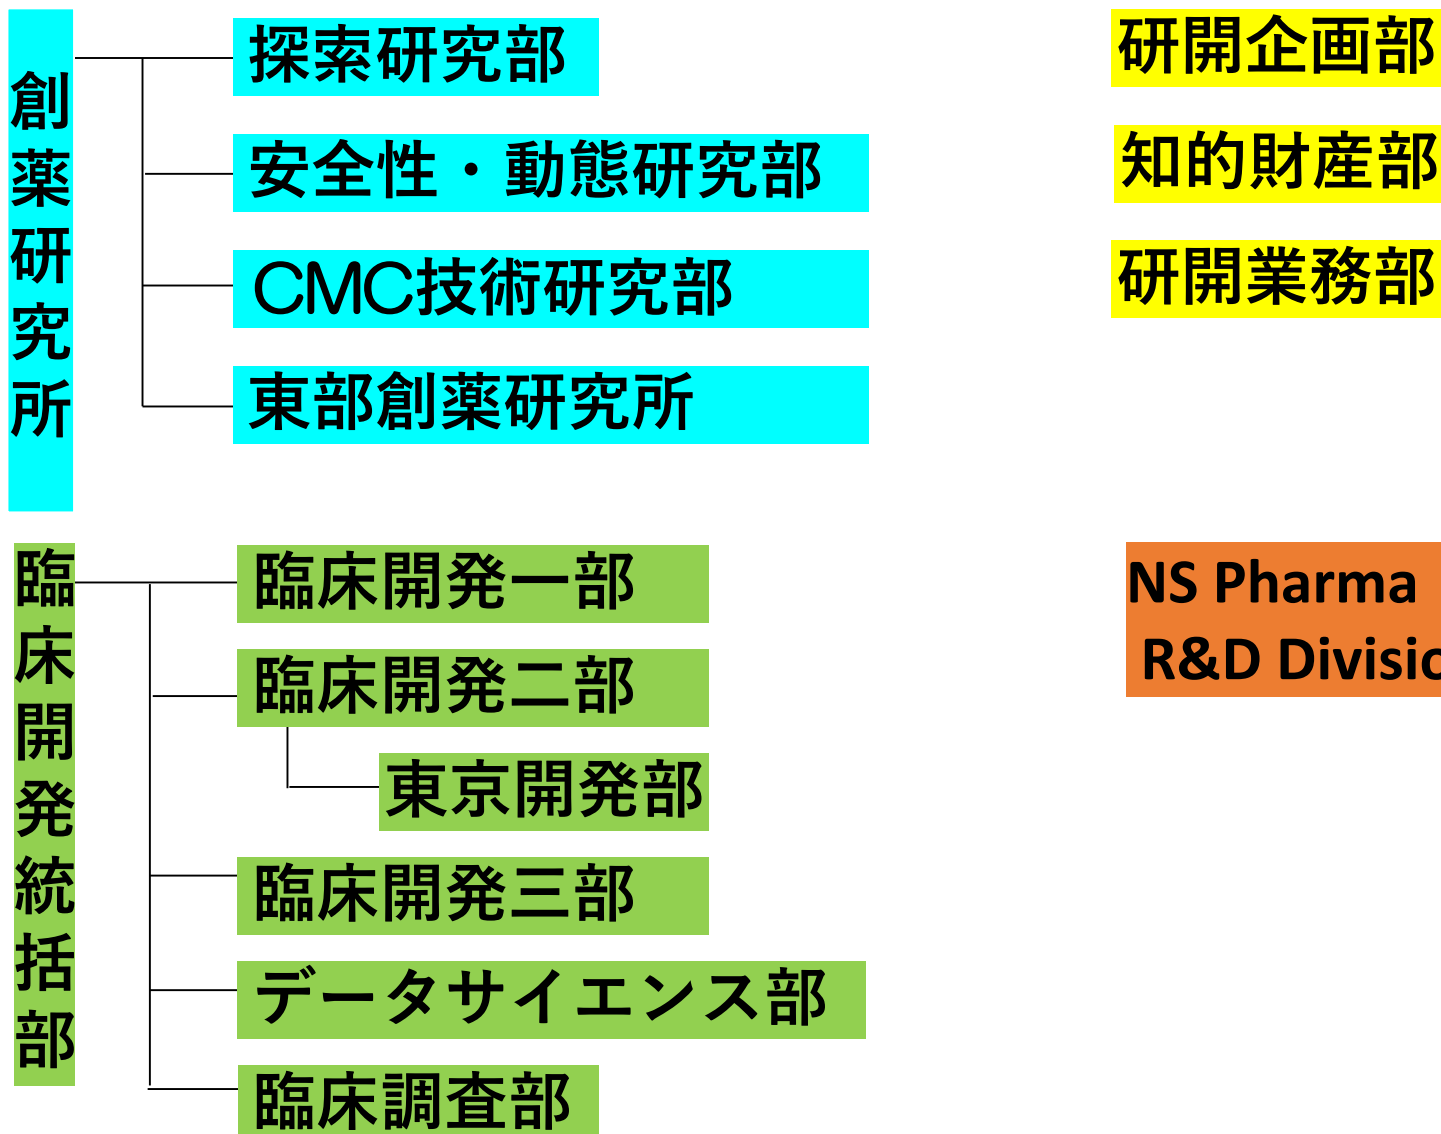 創薬研究所
探索研究部
安全性・動態研究部
CMC技術研究部
東部創薬研究所
研開企画部
知的財産部
研開業務部
臨床開発統括部
臨床開発一部
臨床開発二部
東京開発部
臨床開発三部
データサイエンス部
臨床調査部
NS Pharma
R&D